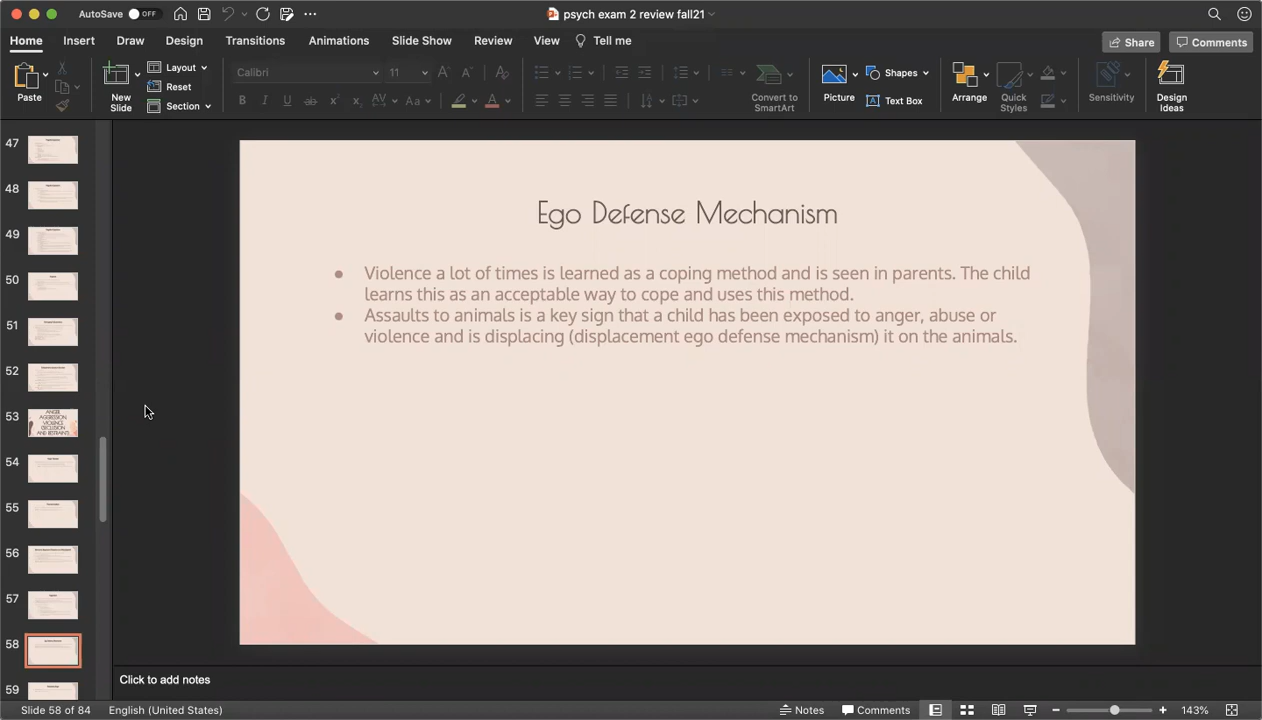 AutoSave OFF psych exam 2 review fall21
Home Insert Draw Design Transitions Animations Slide Show Review View Tell me Share Comments
Paste New Slide Layout Reset Section Calibri 11 Convert to SmartArt Picture Shapes Text Box Arrange Quick Styles Sensitivity Design Ideas
47
48
49
50
51
52
53
ANGER
AGGRESSION,
VIOLENCE
AND RESTRAINTS
54
55
56
57
58
59
Ego Defense Mechanism
● Violence a lot of times is learned as a coping method and is seen in parents. The child
learns this as an acceptable way to cope and uses this method.
● Assaults to animals is a key sign that a child has been exposed to anger, abuse or
violence and is displacing (displacement ego defense mechanism) it on the animals.
Click to add notes
Slide 58 of 84 English (United States) Notes Comments 143%